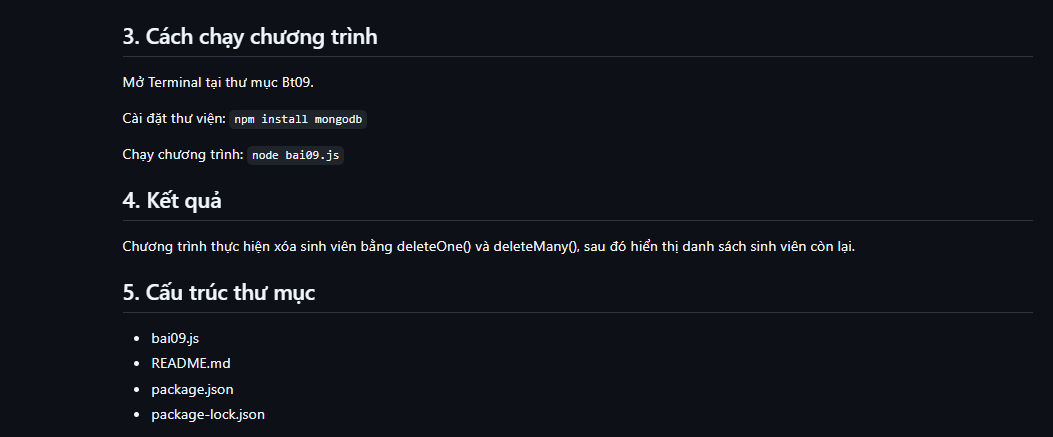 3. Cách chạy chương trình
Mở Terminal tại thư mục Bt09.
Cài đặt thư viện: npm install mongodb
Chạy chương trình: node bai09.js
4. Kết quả
Chương trình thực hiện xóa sinh viên bằng deleteOne() và deleteMany(), sau đó hiển thị danh sách sinh viên còn lại.
5. Cấu trúc thư mục
• bai09.js
• README.md
• package.json
• package-lock.json